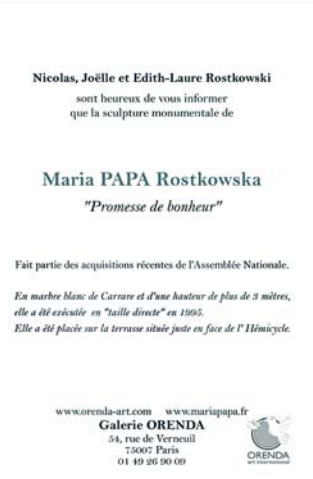 Nicolas, Joëlle et Edith-Laure Rostkowski
sont heureux de vous informer
que la sculpture monumentale de
Maria PAPA Rostkowska
"Promesse de bonheur"
Fait partie des acquisitions récentes de l'Assemblée Nationale.
En marbre blanc de Carrare et d'une hauteur de plus de 3 mètres,
elle a été exécutée en "taille directe" en 1995.
Elle a été placée sur la terrasse située juste en face de l' Hémicycle.
www.orenda-art.com www.mariapapa.fr
Galerie ORENDA
54, rue de Verneuil
75007 Paris
01 49 26 90 09
ORENDA
art international